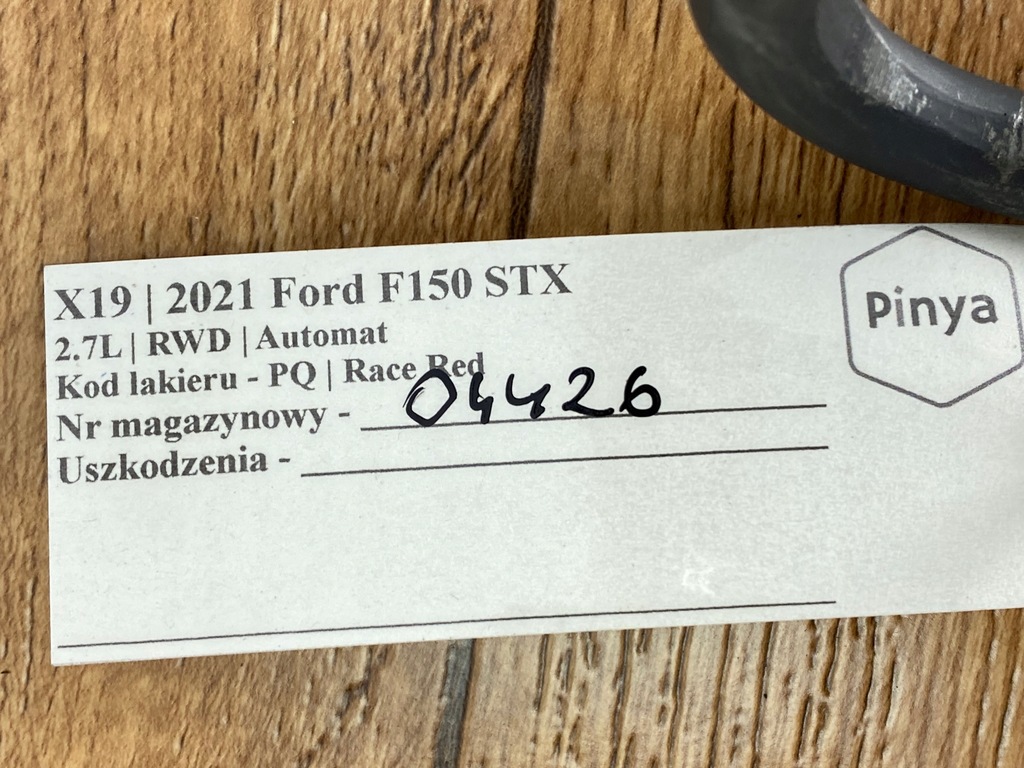 X19 | 2021 Ford F150 STX
2.7L | RWD | Automat
Kod lakieru - PQ | Race Red
Nr magazynowy - 04426
Uszkodzenia -
Pinya